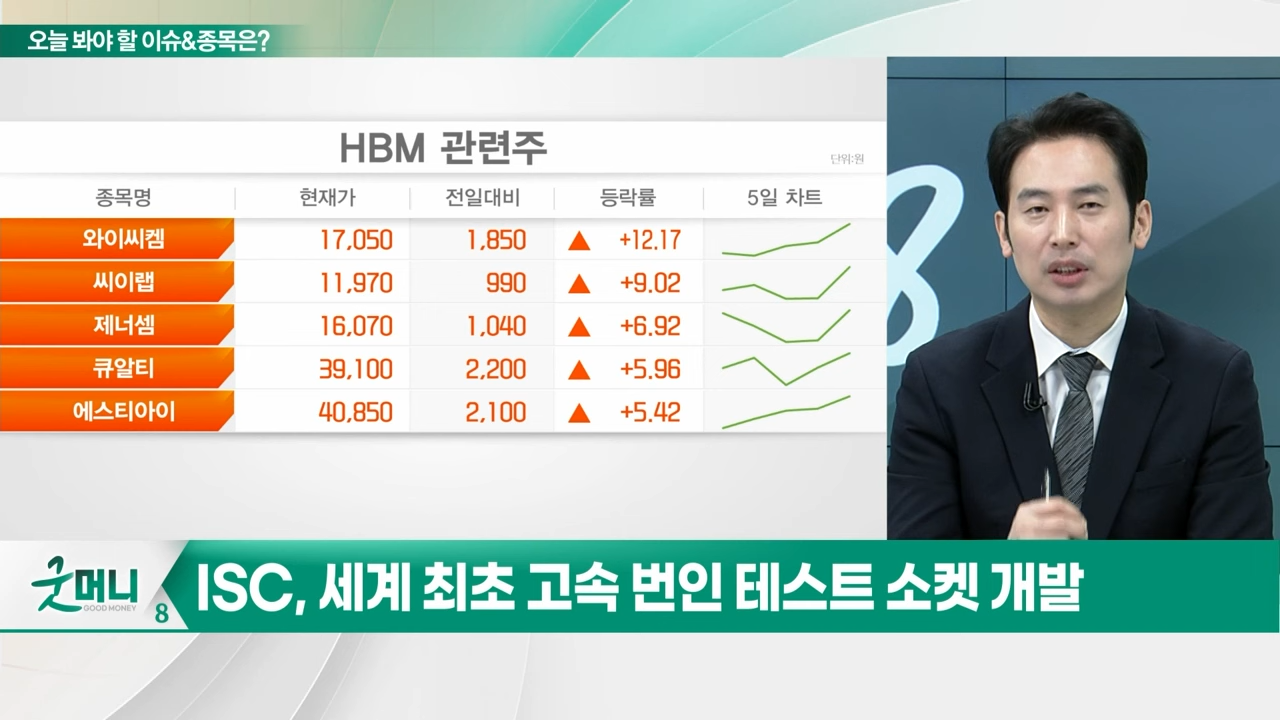 오늘 봐야 할 이슈&종목은?
HBM 관련주
단위:원
종목명 현재가 전일대비 등락률 5일 차트
와이씨켐 17,050 1,850 ▲ +12.17
씨이랩 11,970 990 ▲ +9.02
제너셈 16,070 1,040 ▲ +6.92
큐알티 39,100 2,200 ▲ +5.96
에스티아이 40,850 2,100 ▲ +5.42
굿머니 8
GOOD MONEY
ISC, 세계 최초 고속 번인 테스트 소켓 개발